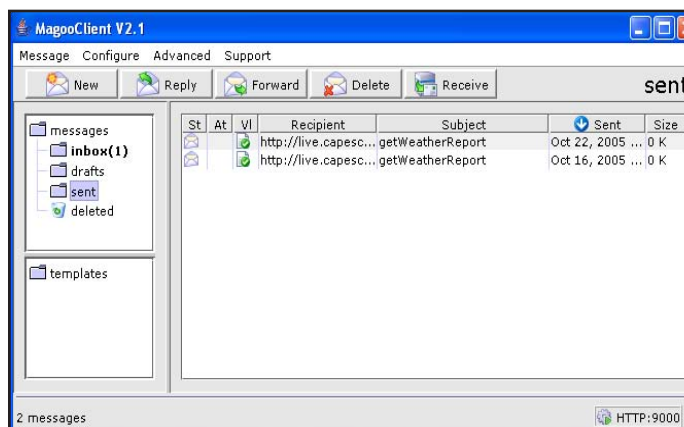 MagooClient V2.1
Message Configure Advanced Support
New Reply Forward Delete Receive sent
messages
inbox(1)
drafts
sent
deleted
templates
St At Vl Recipient Subject Sent Size
http://live.capesc... getWeatherReport Oct 22, 2005 ... 0 K
http://live.capesc... getWeatherReport Oct 16, 2005 ... 0 K
2 messages HTTP:9000